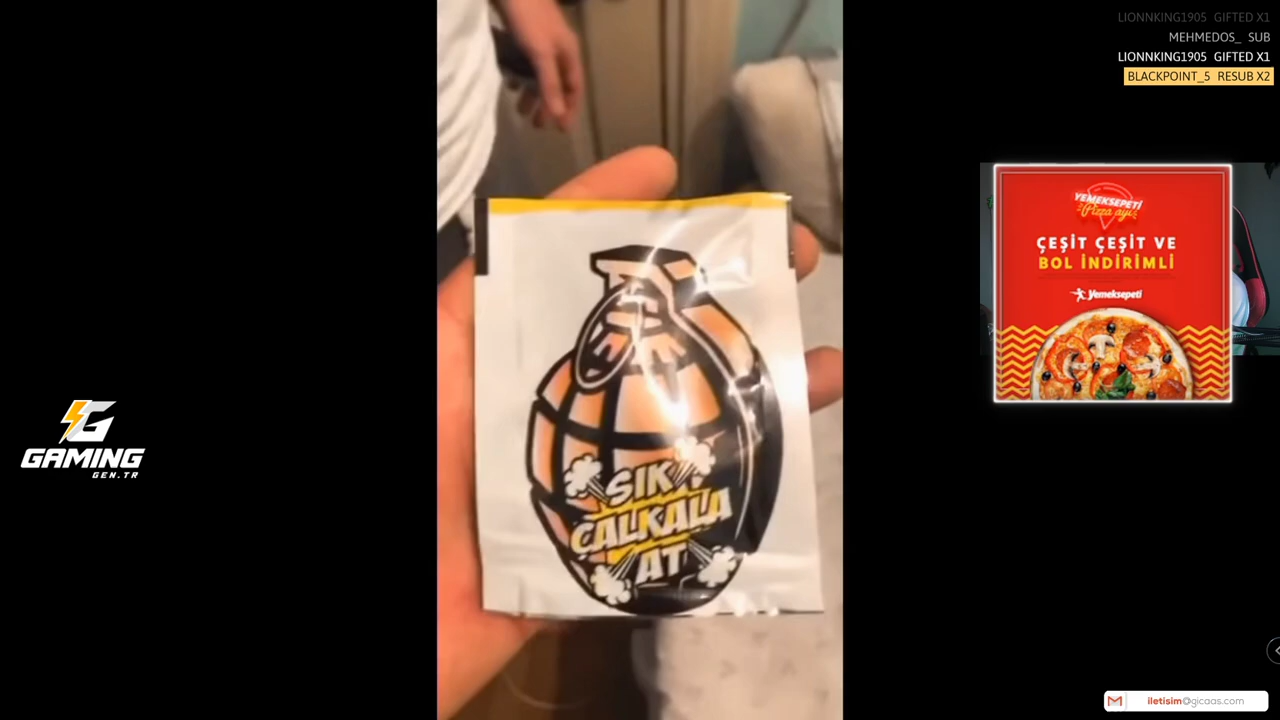 LIONNKING1905 GIFTED X1
MEHMEDOS_ SUB
LIONNKING1905 GIFTED X1
BLACKPOINT_5 RESUB X2
YEMEKSEPETİ
Pizza ayı
ÇEŞİT ÇEŞİT VE
BOL İNDİRİMLİ
Yemeksepeti
SIK
ÇALKALA
AT
G
GAMING
GEN.TR
iletisim@gicaas.com